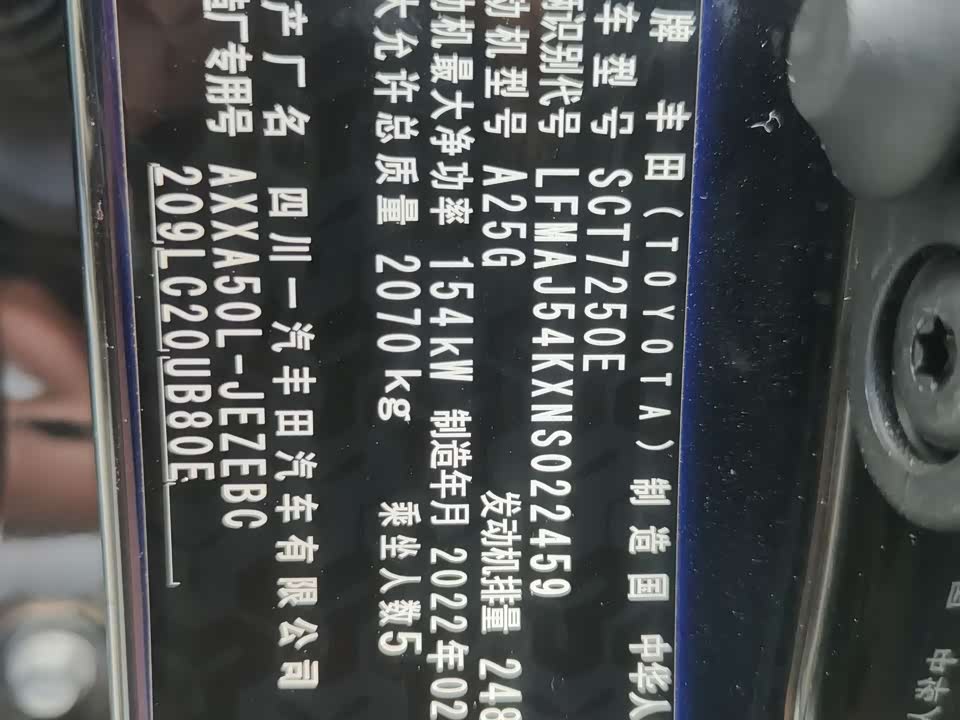 牌 丰田(TOYOTA) 制造国 中华人
车型号 SCT7250E
识别代号 LFMAJ54KXNS022459
动机型号 A25G 发动机排量 248
机最大净功率 154kW 制造年月 2022年02
大允许总质量 2070kg 乘坐人数5
产厂名 四川一汽丰田汽车有限公司
厂专用号 AXXA50L-JEZEBC
209LC20UB80E